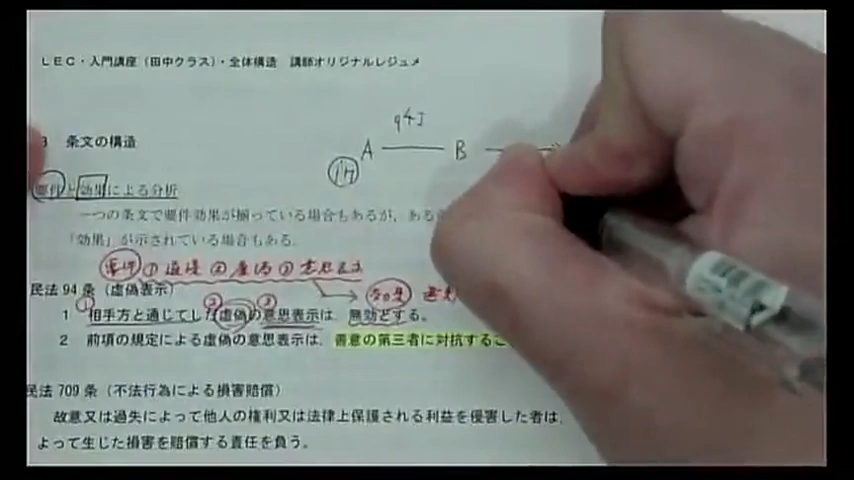 LEC・入門講座（田中クラス）・全体構造　講師オリジナルレジュメ
94Ⅰ
3　条文の構造
A B
要件と効果による分析
一つの条文で要件効果が揃っている場合もあるが、ある
「効果」が示されている場合もある。
要件 ① 通謀 ② 虚偽 ③ 意思表示
民法94条（虚偽表示）
効果
① ② ③
1　相手方と通じてした虚偽の意思表示は、無効とする。
2　前項の規定による虚偽の意思表示は、善意の第三者に対抗するこ
民法709条（不法行為による損害賠償）
故意又は過失によって他人の権利又は法律上保護される利益を侵害した者は、
よって生じた損害を賠償する責任を負う。